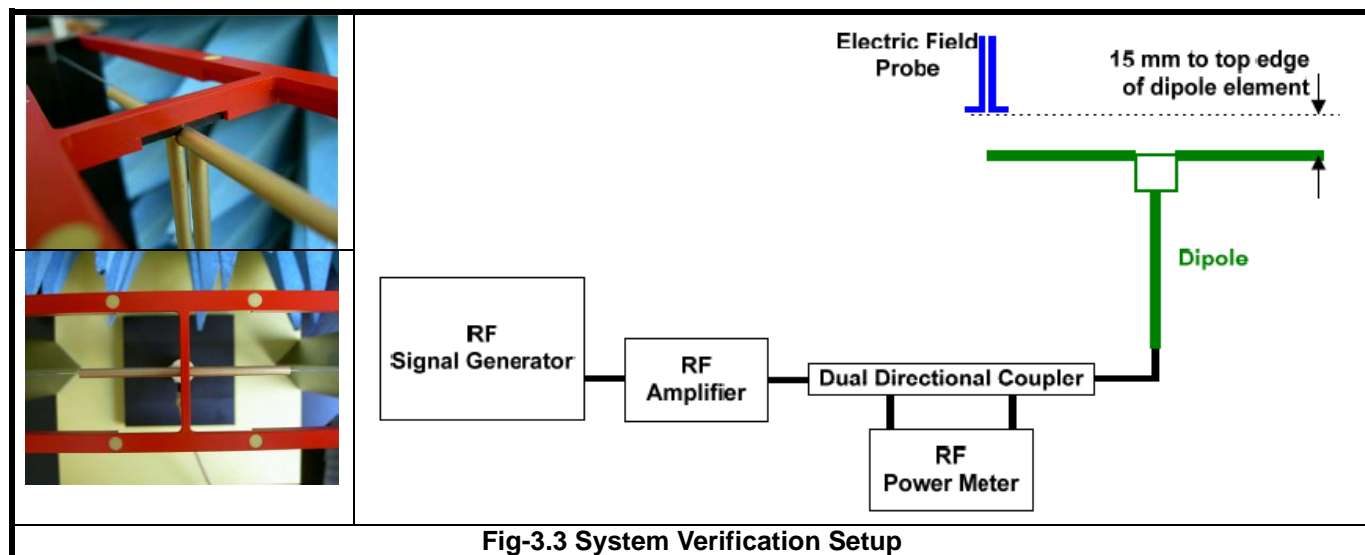 Electric Field
Probe
15 mm to top edge
of dipole element
Dipole
RF
Signal Generator
RF
Amplifier
Dual Directional Coupler
RF
Power Meter
Fig-3.3 System Verification Setup